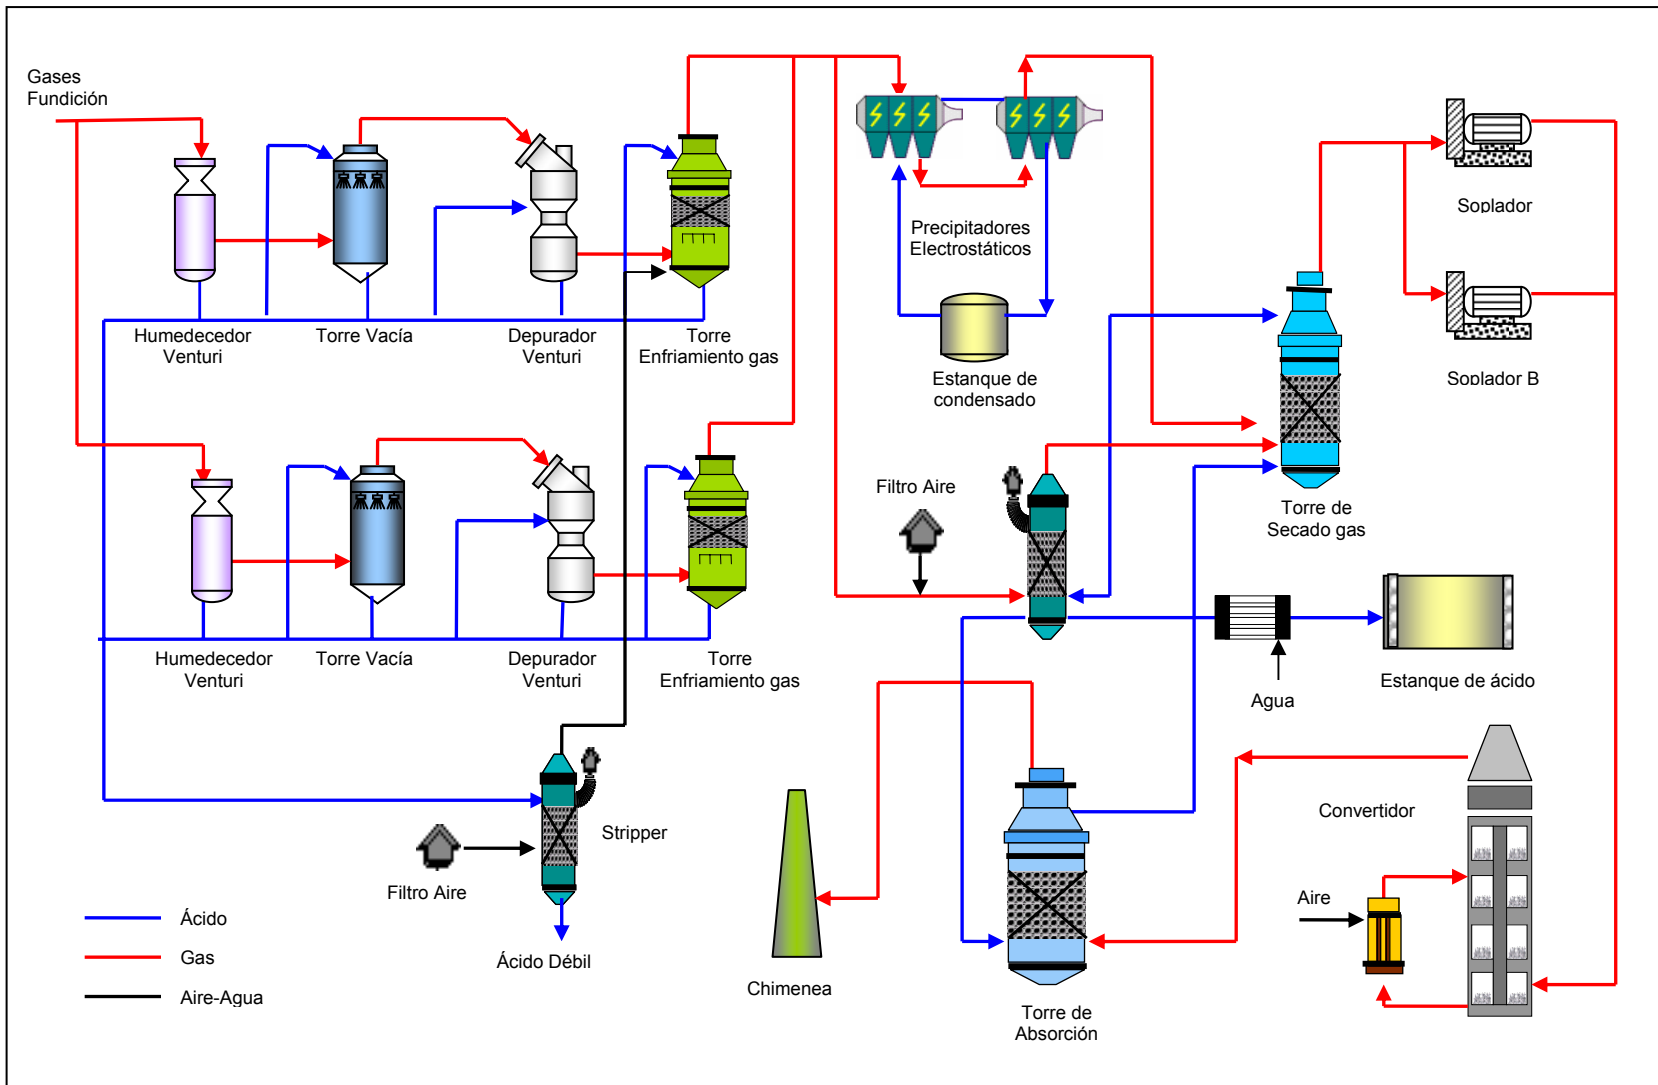 Gases
Fundición
Humedecedor
Venturi
Torre Vacía
Depurador
Venturi
Torre
Enfriamiento gas
Precipitadores
Electrostáticos
Estanque de
condensado
Soplador
Soplador B
Filtro Aire
Torre de
Secado gas
Humedecedor
Venturi
Torre Vacía
Depurador
Venturi
Torre
Enfriamiento gas
Agua
Estanque de ácido
Stripper
Filtro Aire
Ácido Débil
Chimenea
Convertidor
Aire
Torre de
Absorción
Ácido
Gas
Aire-Agua